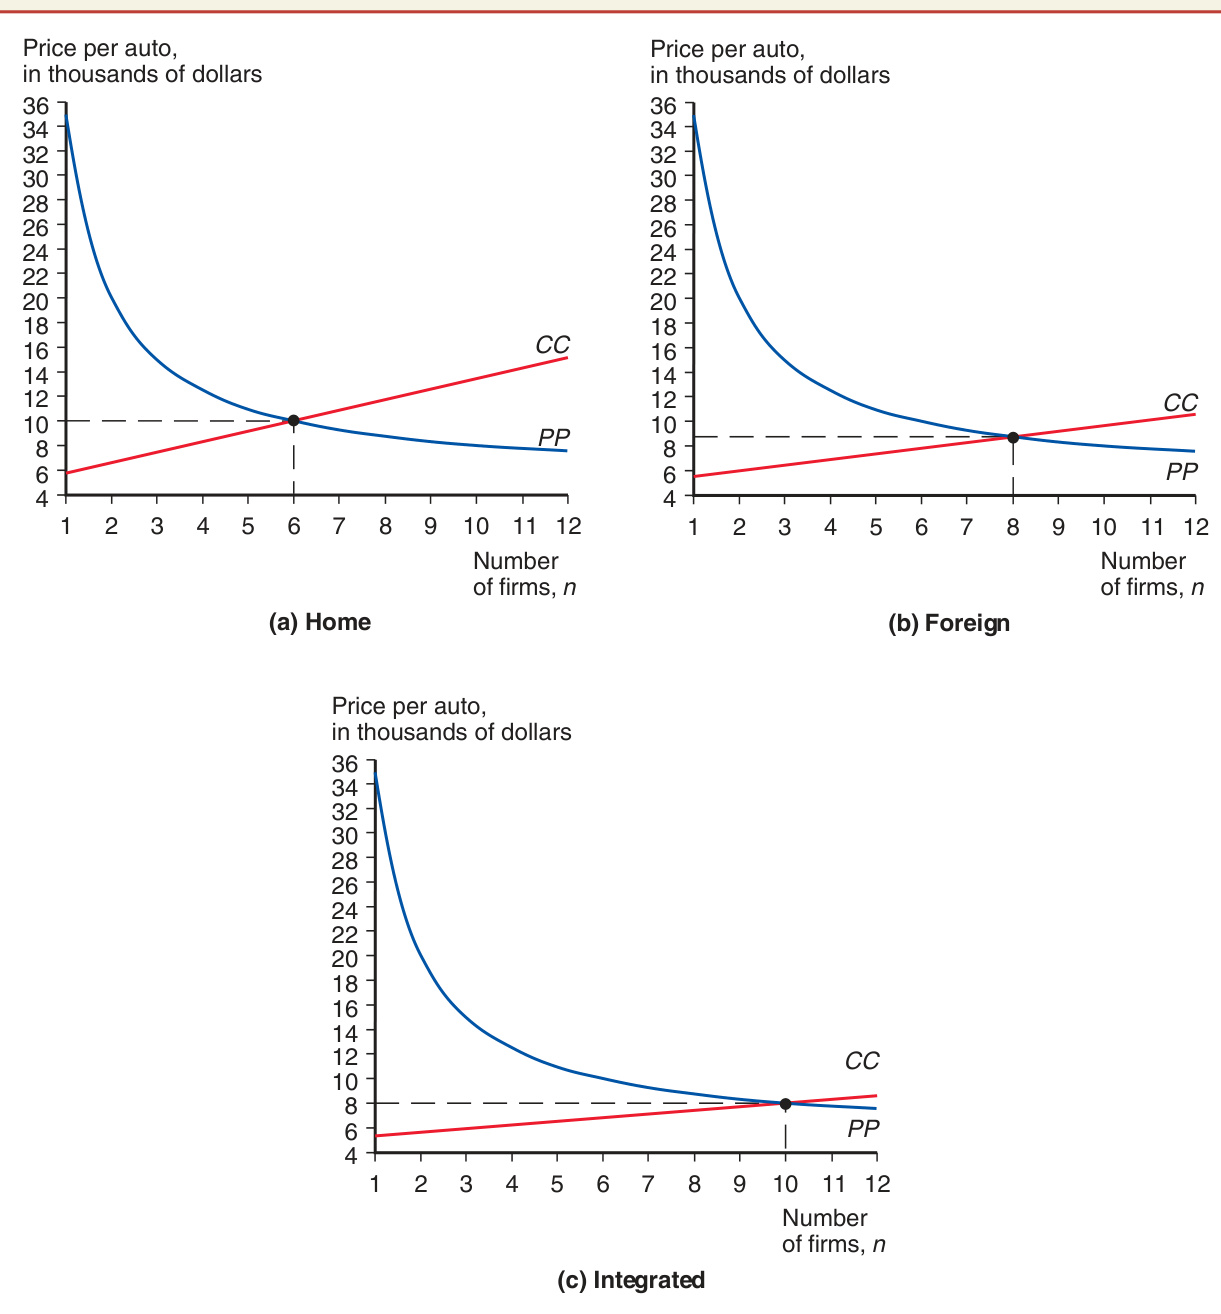 Price per auto,
in thousands of dollars
36
34
32
30
28
26
24
22
20
18
16
14
12
10
8
6
4
CC
PP
1 2 3 4 5 6 7 8 9 10 11 12
Number
of firms, n
(a) Home
Price per auto,
in thousands of dollars
36
34
32
30
28
26
24
22
20
18
16
14
12
10
8
6
4
CC
PP
1 2 3 4 5 6 7 8 9 10 11 12
Number
of firms, n
(b) Foreign
Price per auto,
in thousands of dollars
36
34
32
30
28
26
24
22
20
18
16
14
12
10
8
6
4
CC
PP
1 2 3 4 5 6 7 8 9 10 11 12
Number
of firms, n
(c) Integrated